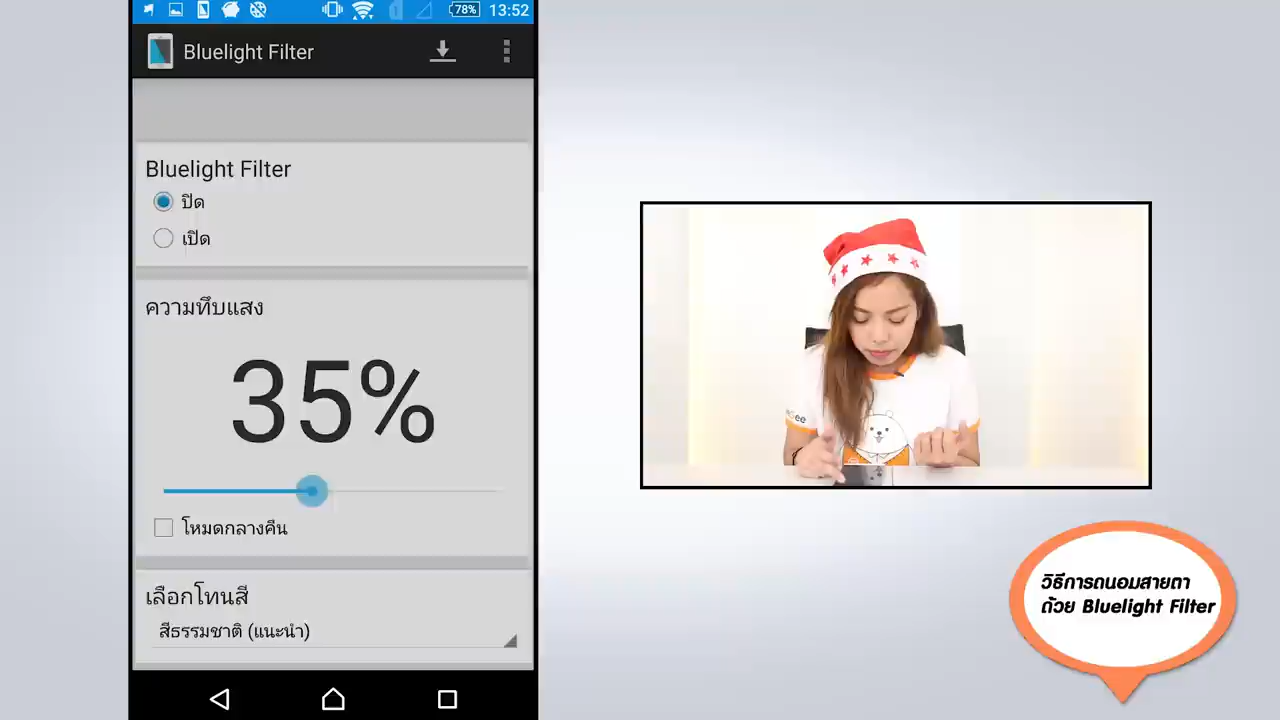 78% 13:52
Bluelight Filter
Bluelight Filter
ปิด
เปิด
ความทึบแสง
35%
โหมดกลางคืน
เลือกโทนสี
สีธรรมชาติ (แนะนำ)
วิธีการถนอมสายตา
ด้วย Bluelight Filter